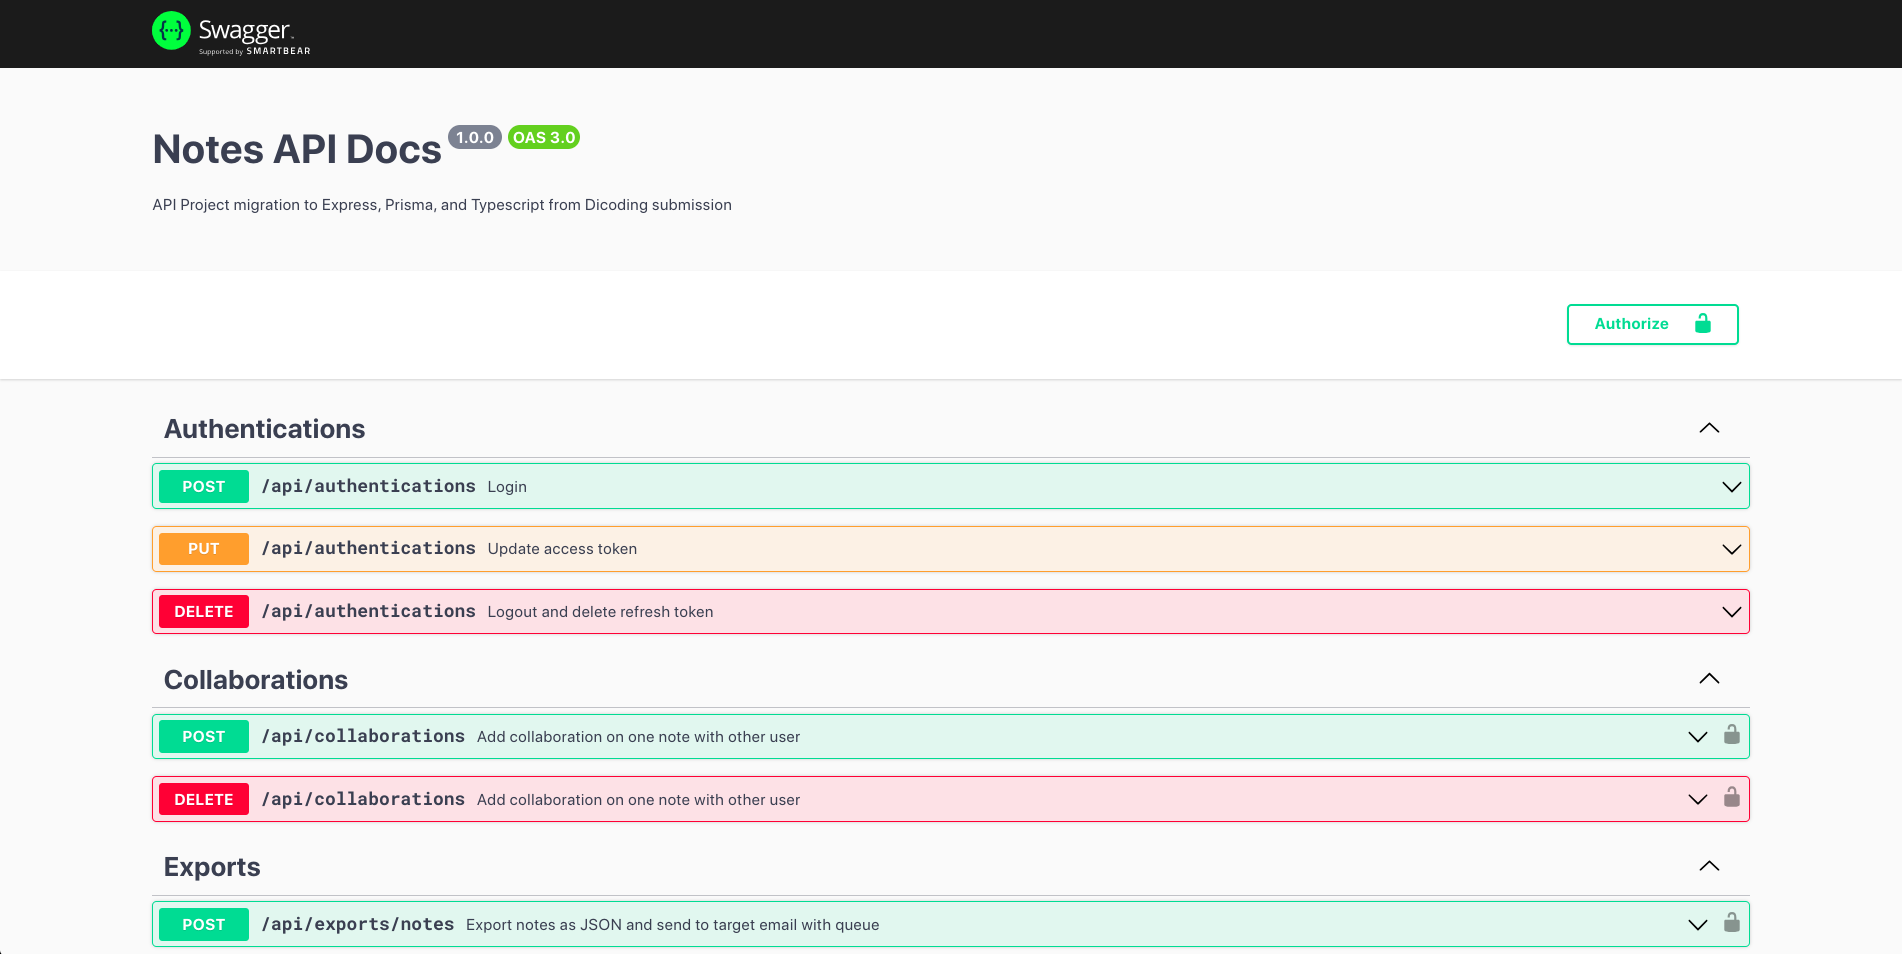 Swagger
Supported by SMARTBEAR
Notes API Docs 1.0.0 OAS 3.0
API Project migration to Express, Prisma, and Typescript from Dicoding submission
Authorize
Authentications
POST /api/authentications Login
PUT /api/authentications Update access token
DELETE /api/authentications Logout and delete refresh token
Collaborations
POST /api/collaborations Add collaboration on one note with other user
DELETE /api/collaborations Add collaboration on one note with other user
Exports
POST /api/exports/notes Export notes as JSON and send to target email with queue